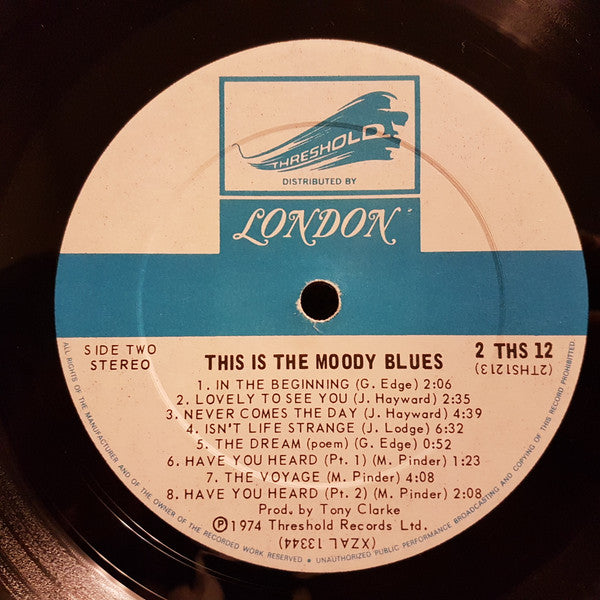 THRESHOLD
DISTRIBUTED BY
LONDON
SIDE TWO
STEREO
THIS IS THE MOODY BLUES
2 THS 12
(2THS1213)
1. IN THE BEGINNING (G. Edge) 2:06
2. LOVELY TO SEE YOU (J. Hayward) 2:35
3. NEVER COMES THE DAY (J. Hayward) 4:39
4. ISN'T LIFE STRANGE (J. Lodge) 6:32
5. THE DREAM (poem) (G. Edge) 0:52
6. HAVE YOU HEARD (Pt. 1) (M. Pinder) 1:23
7. THE VOYAGE (M. Pinder) 4:08
8. HAVE YOU HEARD (Pt. 2) (M. Pinder) 2:08
Prod. by Tony Clarke
Ⓟ1974 Threshold Records Ltd.
(XZAL 13344)
ALL RIGHTS OF THE MANUFACTURER AND OF THE OWNER OF THE RECORDED WORK RESERVED • UNAUTHORIZED PUBLIC PERFORMANCE BROADCASTING AND COPYING OF THIS RECORD PROHIBITED.